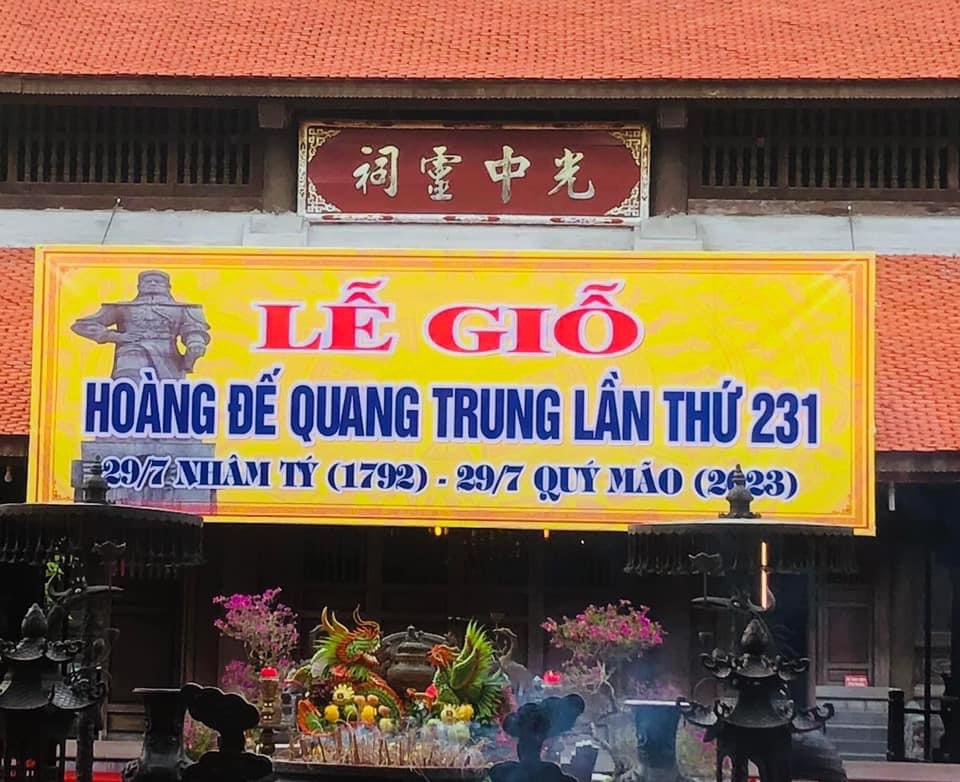 光中靈祠
LỄ GIỖ
HOÀNG ĐẾ QUANG TRUNG LẦN THỨ 231
29/7 NHÂM TÝ (1792) - 29/7 QUÝ MÃO (2023)